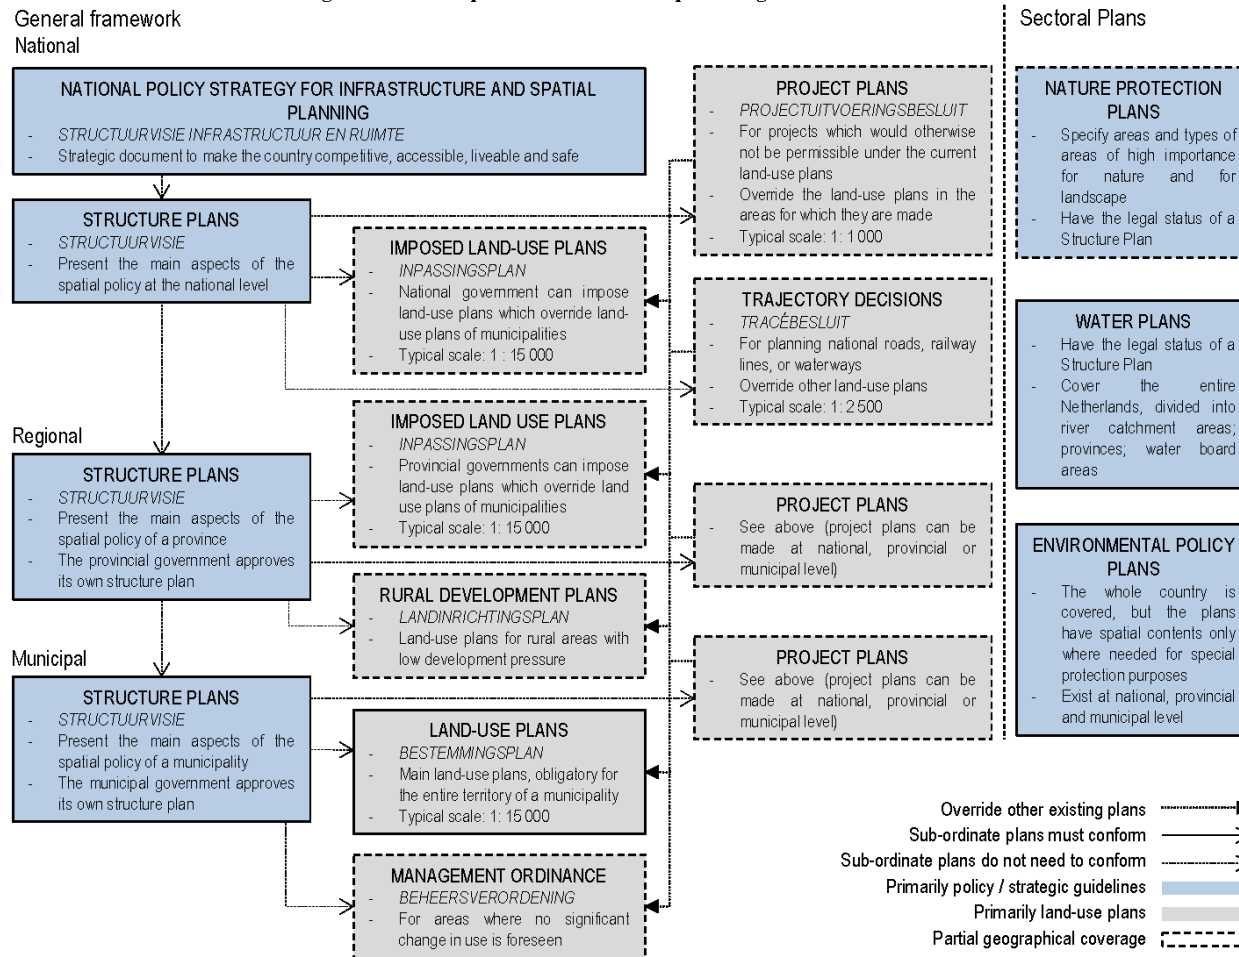 General framework
National
NATIONAL POLICY STRATEGY FOR INFRASTRUCTURE AND SPATIAL
PLANNING
- STRUCTUURVISIE INFRASTRUCTUUR EN RUIMTE
- Strategic document to make the country competitive, accessible, liveable and safe
STRUCTURE PLANS
- STRUCTUURVISIE
- Present the main aspects of the
spatial policy at the national level
IMPOSED LAND-USE PLANS
- INPASSINGSPLAN
- National government can impose
land-use plans which override land-
use plans of municipalities
- Typical scale: 1 : 15 000
PROJECT PLANS
- PROJECTUITVOERINGSBESLUIT
- For projects which would otherwise
not be permissible under the current
land-use plans
- Override the land-use plans in the
areas for which they are made
- Typical scale: 1: 1 000
TRAJECTORY DECISIONS
- TRACÉBESLUIT
- For planning national roads, railway
lines, or waterways
- Override other land-use plans
- Typical scale: 1: 2 500
Regional
STRUCTURE PLANS
- STRUCTUURVISIE
- Present the main aspects of the
spatial policy of a province
- The provincial government approves
its own structure plan
IMPOSED LAND USE PLANS
- INPASSINGSPLAN
- Provincial governments can impose
land-use plans which override land
use plans of municipalities
- Typical scale: 1: 15 000
PROJECT PLANS
- See above (project plans can be
made at national, provincial or
municipal level)
RURAL DEVELOPMENT PLANS
- LANDINRICHTINGSPLAN
- Land-use plans for rural areas with
low development pressure
Municipal
STRUCTURE PLANS
- STRUCTUURVISIE
- Present the main aspects of the
spatial policy of a municipality
- The municipal government approves
its own structure plan
PROJECT PLANS
- See above (project plans can be
made at national, provincial or
municipal level)
LAND-USE PLANS
- BESTEMMINGSPLAN
- Main land-use plans, obligatory for
the entire territory of a municipality
- Typical scale: 1: 15 000
MANAGEMENT ORDINANCE
- BEHEERSVERORDENING
- For areas where no significant
change in use is foreseen
Sectoral Plans
NATURE PROTECTION
PLANS
- Specify areas and types of
areas of high importance
for nature and for
landscape
- Have the legal status of a
Structure Plan
WATER PLANS
- Have the legal status of a
Structure Plan
- Cover the entire
Netherlands, divided into
river catchment areas;
provinces; water board
areas
ENVIRONMENTAL POLICY
PLANS
- The whole country is
covered, but the plans
have spatial contents only
where needed for special
protection purposes
- Exist at national, provincial
and municipal level
Override other existing plans
Sub-ordinate plans must conform
Sub-ordinate plans do not need to conform
Primarily policy / strategic guidelines
Primarily land-use plans
Partial geographical coverage